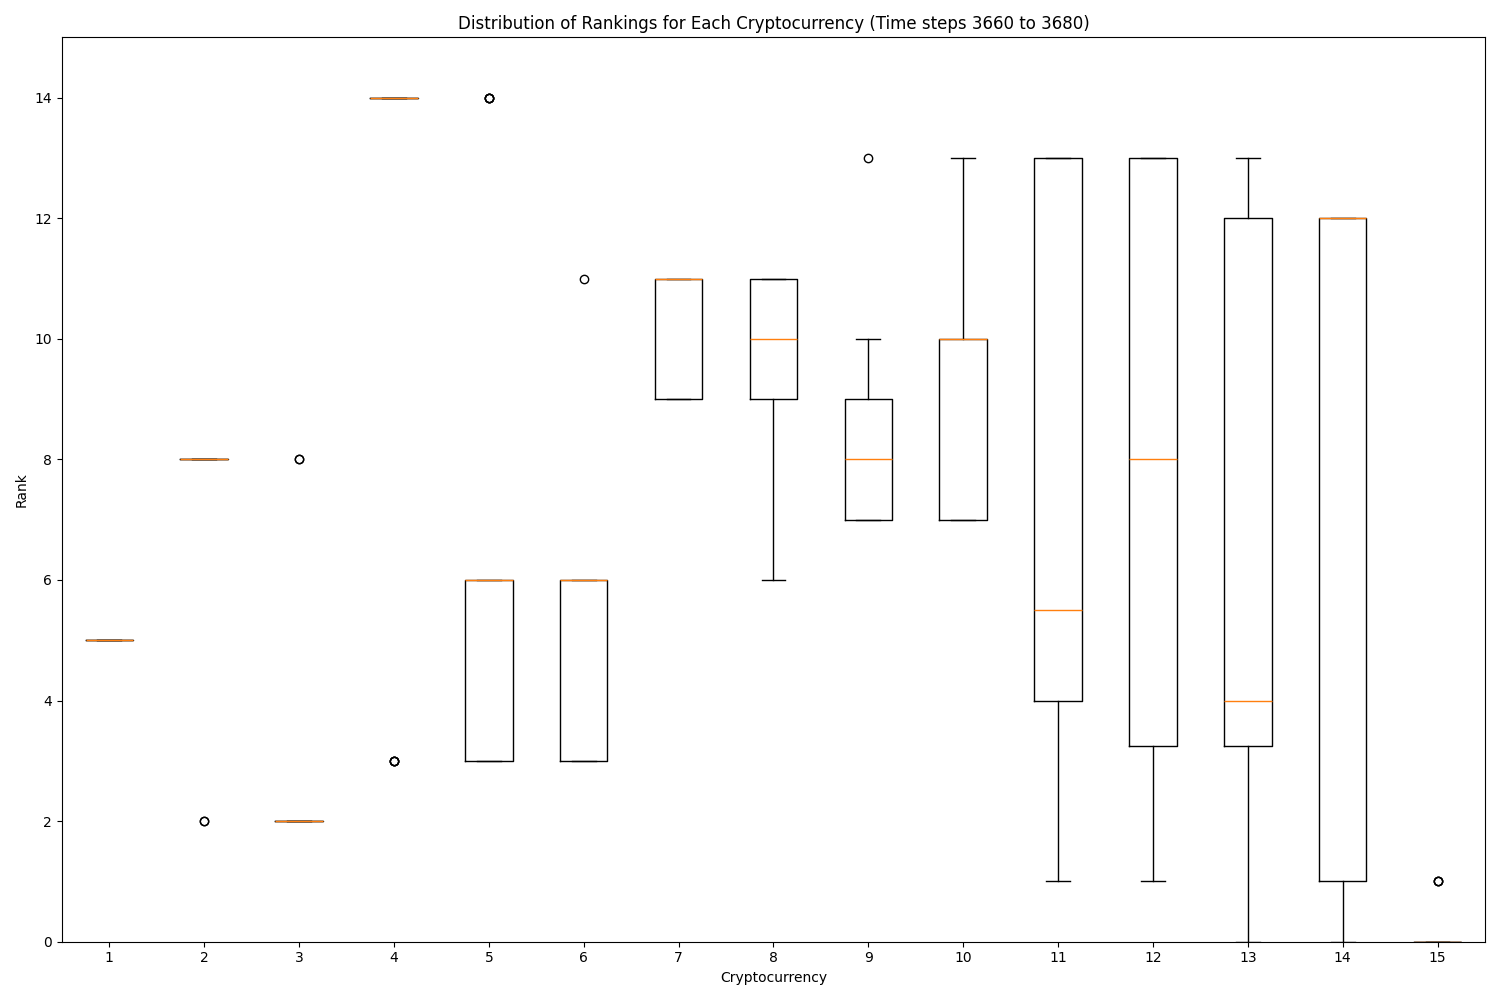 Distribution of Rankings for Each Cryptocurrency (Time steps 3660 to 3680)
Rank
14
12
10
8
6
4
2
0
1 2 3 4 5 6 7 8 9 10 11 12 13 14 15
Cryptocurrency